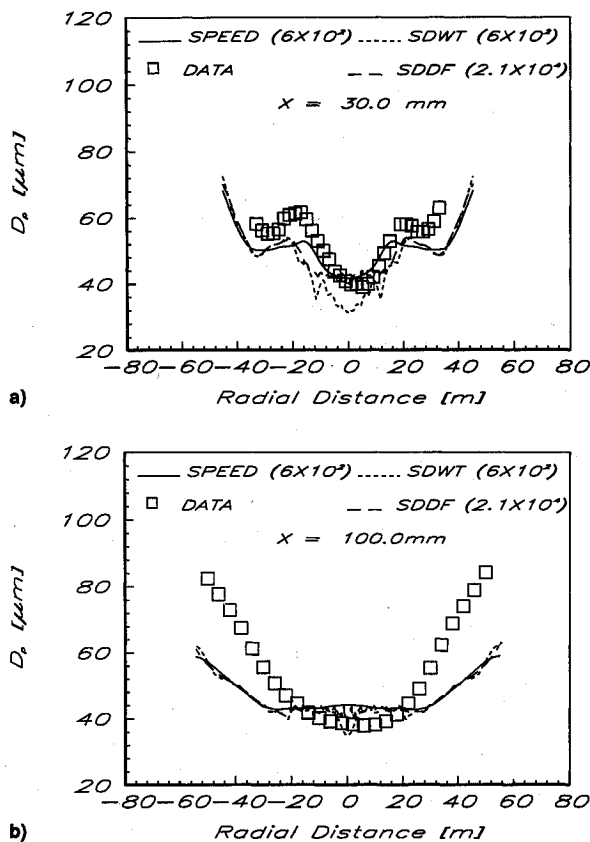 a)
SPEED (6X10³) SDWT (6X10³)
DATA SDDF (2.1X10⁴)
X = 30.0 mm
120
100
80
60
40
20
Dₚ [μm]
-80 -60 -40 -20 0 20 40 60 80
Radial Distance [m]
b)
SPEED (6X10³) SDWT (6X10³)
DATA SDDF (2.1X10⁴)
X = 100.0mm
120
100
80
60
40
20
Dₚ [μm]
-80 -60 -40 -20 0 20 40 60 80
Radial Distance [m]